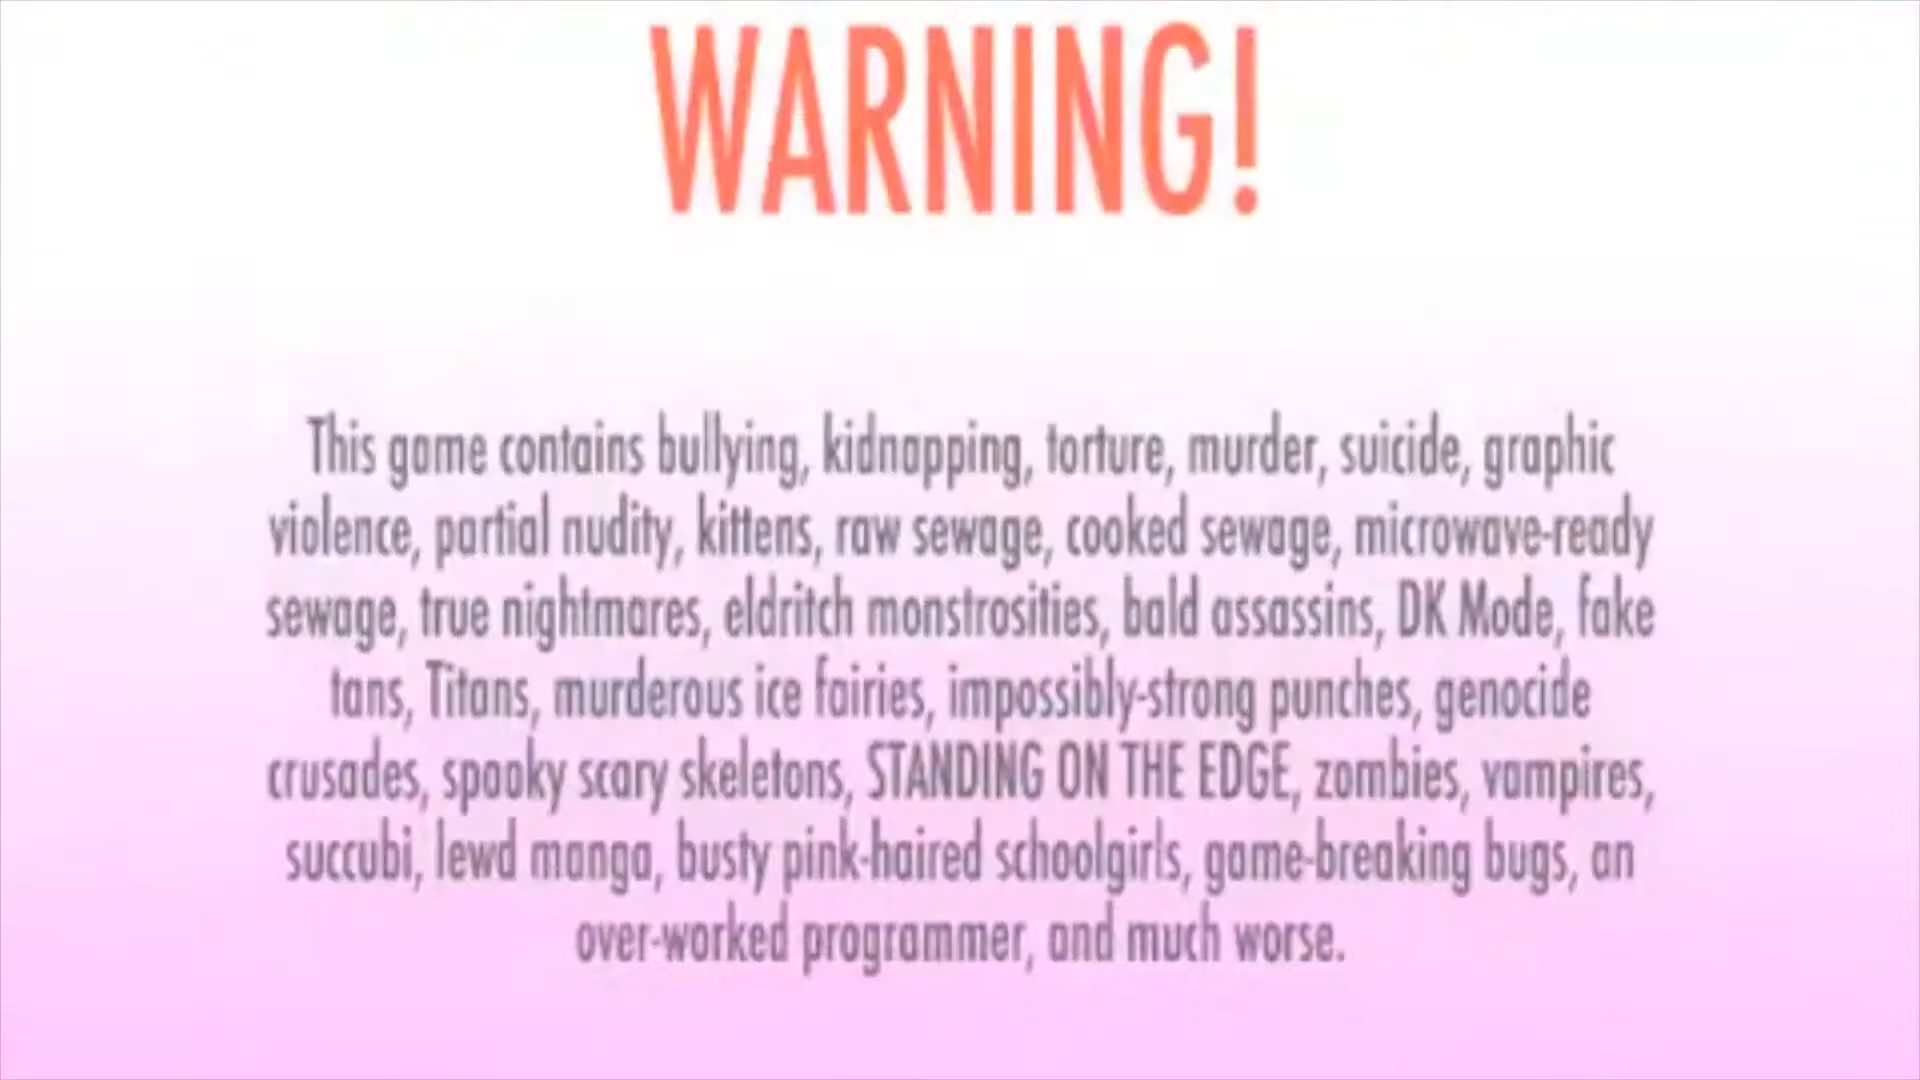 WARNING!
This game contains bullying, kidnapping, torture, murder, suicide, graphic
violence, partial nudity, kittens, raw sewage, cooked sewage, microwave-ready
sewage, true nightmares, eldritch monstrosities, bald assassins, DK Mode, fake
tans, Titans, murderous ice fairies, impossibly-strong punches, genocide
crusades, spooky scary skeletons, STANDING ON THE EDGE, zombies, vampires,
succubi, lewd manga, busty pink-haired schoolgirls, game-breaking bugs, an
over-worked programmer, and much worse.